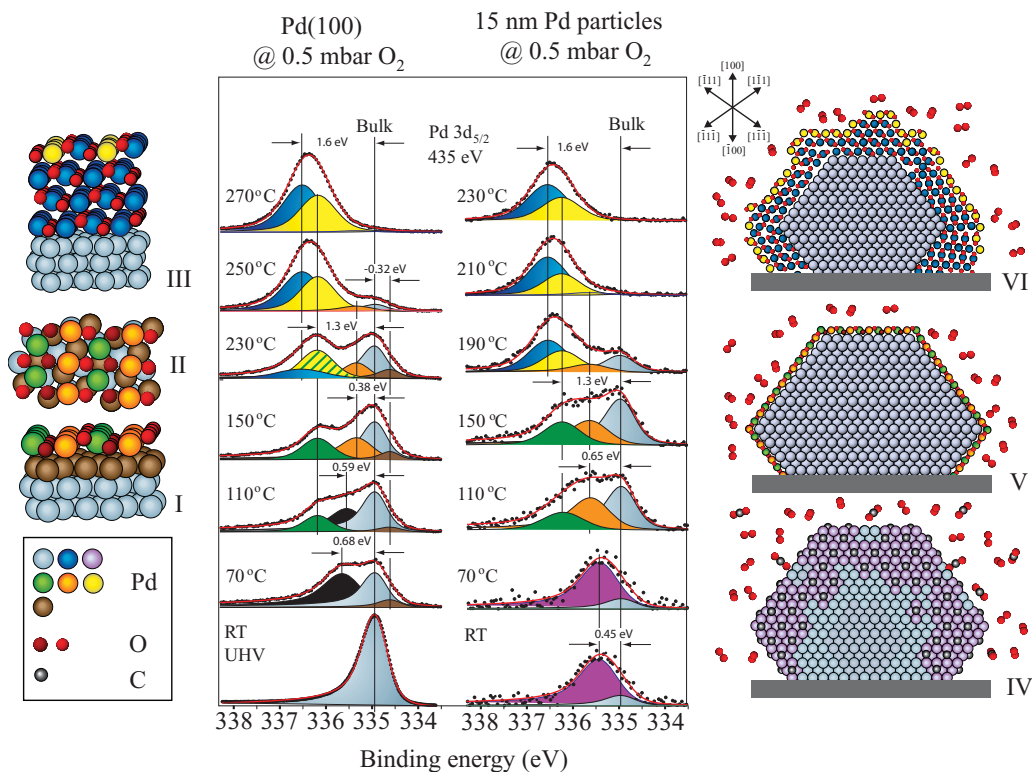 Pd(100)
@ 0.5 mbar O2
15 nm Pd particles
@ 0.5 mbar O2
Bulk
1.6 eV
270°C
250°C
-0.32 eV
1.3 eV
230°C
0.38 eV
150°C
0.59 eV
110°C
0.68 eV
70°C
RT
UHV
338 337 336 335 334
Pd 3d5/2
435 eV
Bulk
1.6 eV
230°C
210°C
190°C
1.3 eV
150°C
0.65 eV
110°C
70°C
0.45 eV
RT
338 337 336 335 334
Binding energy (eV)
III
II
I
Pd
O
C
[100]
[1̄11]
[11̄1]
[1̄11̄]
[11̄1̄]
[1̄00]
VI
V
IV